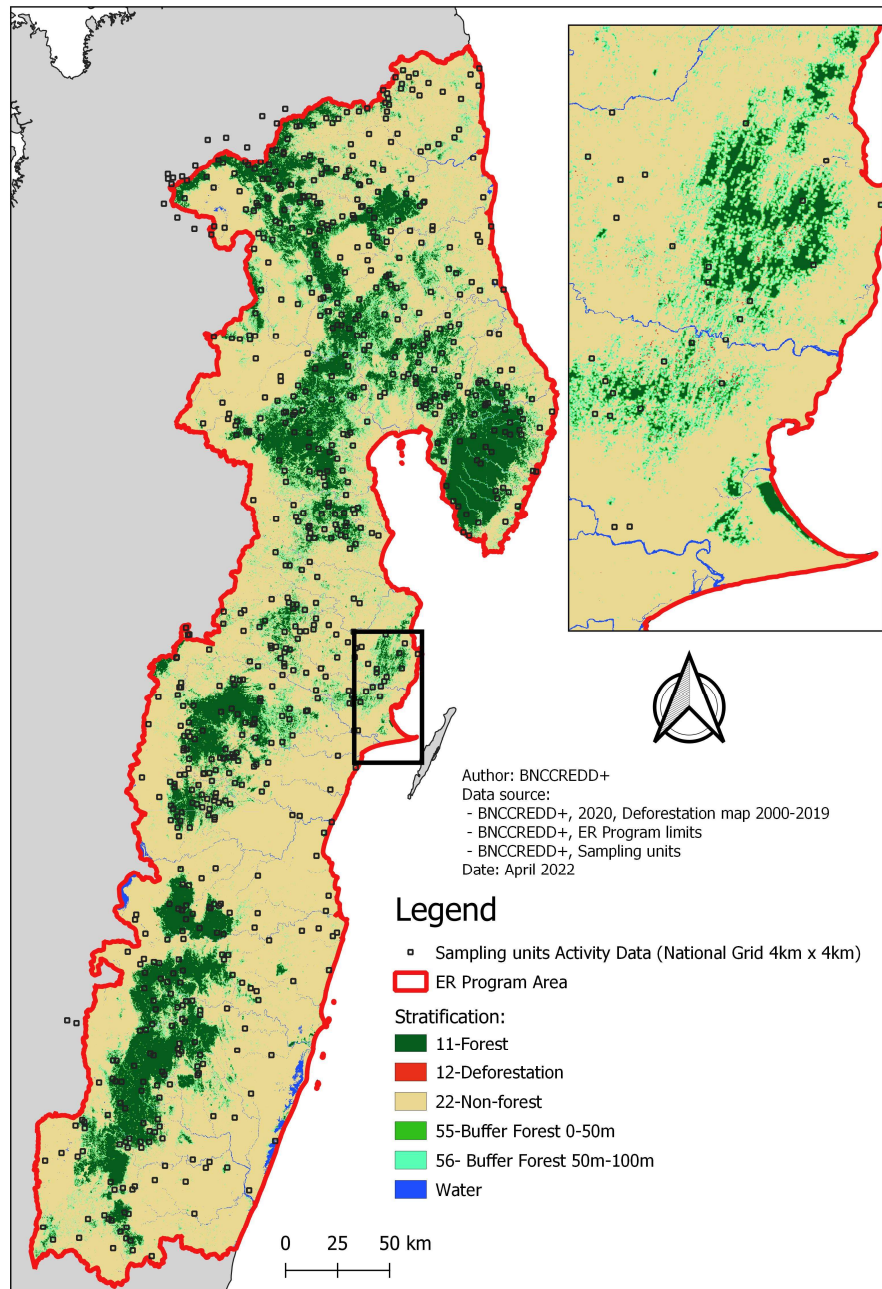 Author: BNCCREDD+
Data source:
- BNCCREDD+, 2020, Deforestation map 2000-2019
- BNCCREDD+, ER Program limits
- BNCCREDD+, Sampling units
Date: April 2022
Legend
Sampling units Activity Data (National Grid 4km x 4km)
ER Program Area
Stratification:
11-Forest
12-Deforestation
22-Non-forest
55-Buffer Forest 0-50m
56- Buffer Forest 50m-100m
Water
0 25 50 km